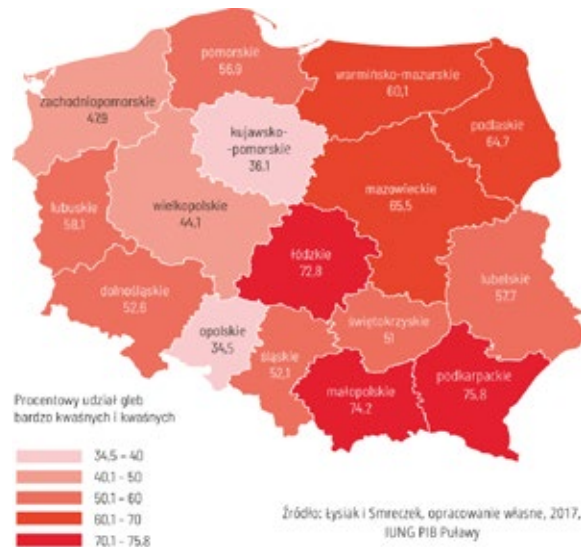 pomorskie
56,9
warmińsko-mazurskie
60,1
zachodniopomorskie
47,9
podlaskie
64,7
kujawsko-
-pomorskie
36,1
mazowieckie
65,5
wielkopolskie
44,1
lubuskie
58,1
łódzkie
72,8
lubelskie
57,7
dolnośląskie
52,6
opolskie
34,5
śląskie
52,1
świętokrzyskie
51
małopolskie
74,2
podkarpackie
75,8
Procentowy udział gleb
bardzo kwaśnych i kwaśnych
34,5 - 40
40,1 - 50
50,1 - 60
60,1 - 70
70,1 - 75,8
Źródło: Łysiak i Smreczek, opracowanie własne, 2017,
IUNG PIB Puławy